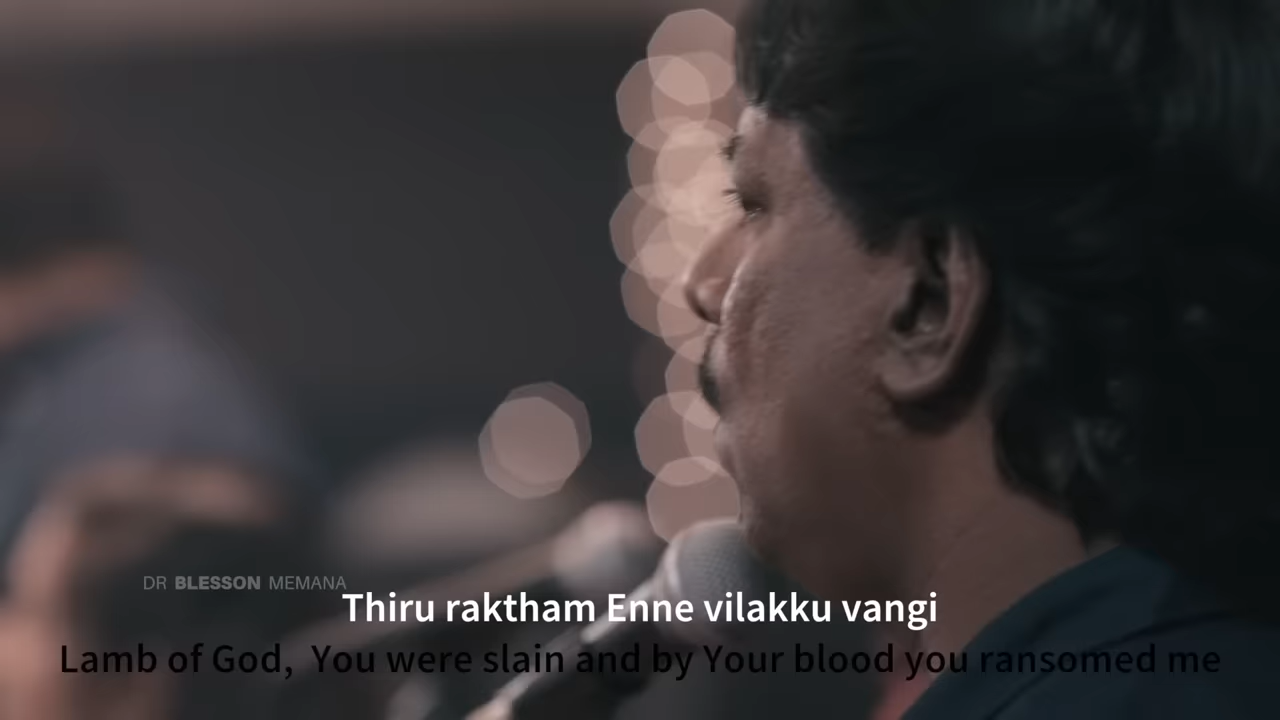 DR BLESSON MEMANA
Thiru raktham Enne vilakku vangi
Lamb of God, You were slain and by Your blood you ransomed me